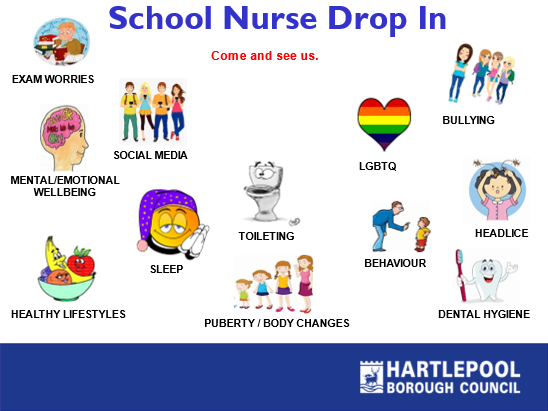 School Nurse Drop In
Come and see us.
EXAM WORRIES
SOCIAL MEDIA
BULLYING
MENTAL/EMOTIONAL
WELLBEING
LGBTQ
TOILETING
HEADLICE
SLEEP
BEHAVIOUR
HEALTHY LIFESTYLES
PUBERTY / BODY CHANGES
DENTAL HYGIENE
HARTLEPOOL
BOROUGH COUNCIL